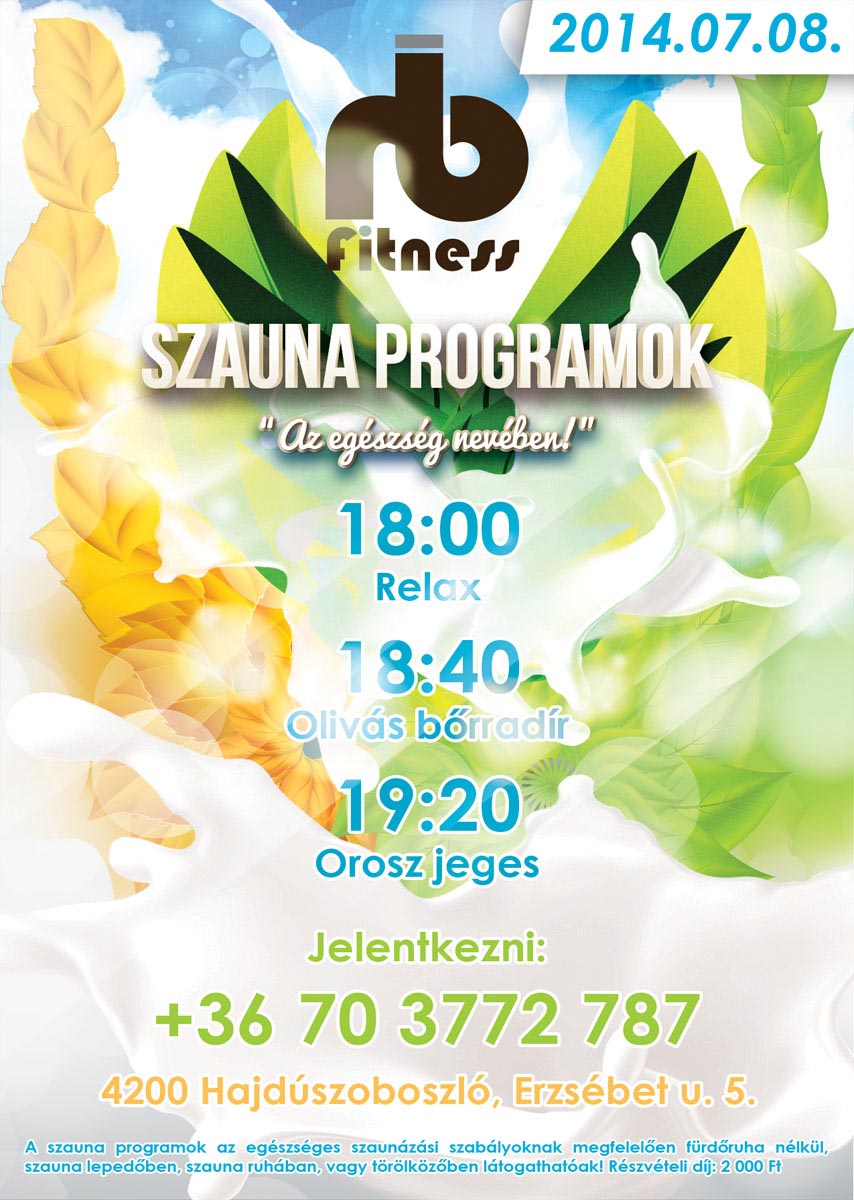 2014.07.08.
rb
Fitness
SZAUNA PROGRAMOK
"Az egészség nevében!"
18:00
Relax
18:40
Olivás bőrradír
19:20
Orosz jeges
Jelentkezni:
+36 70 3772 787
4200 Hajdúszoboszló, Erzsébet u. 5.
A szauna programok az egészséges szaunázási szabályoknak megfelelően fürdőruha nélkül,
szauna lepedőben, szauna ruhában, vagy törölközőben látogathatóak! Részvételi díj: 2 000 Ft